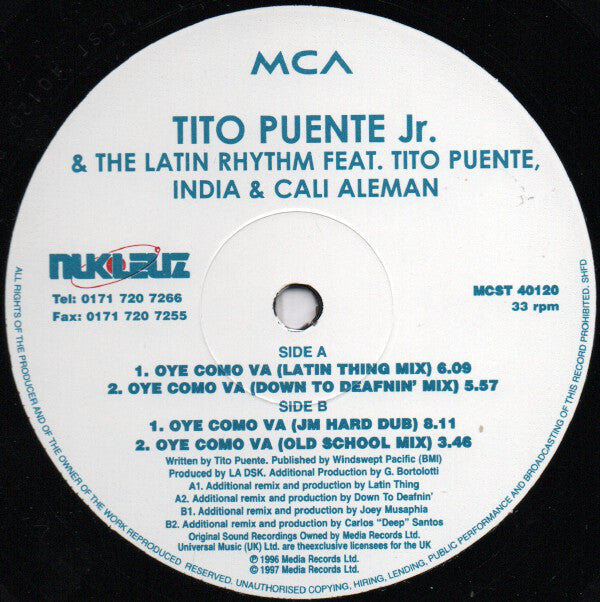 MCA
TITO PUENTE Jr.
& THE LATIN RHYTHM FEAT. TITO PUENTE,
INDIA & CALI ALEMAN
NUKLEUZ
Tel: 0171 720 7266
Fax: 0171 720 7255
MCST 40120
33 rpm
SIDE A
1. OYE COMO VA (LATIN THING MIX) 6.09
2. OYE COMO VA (DOWN TO DEAFNIN' MIX) 5.57
SIDE B
1. OYE COMO VA (JM HARD DUB) 8.11
2. OYE COMO VA (OLD SCHOOL MIX) 3.46
Written by Tito Puente. Published by Windswept Pacific (BMI)
Produced by LA DSK. Additional Production by G. Bortolotti
A1. Additional remix and production by Latin Thing
A2. Additional remix and production by Down To Deafnin'
B1. Additional remix and production by Joey Musaphia
B2. Additional remix and production by Carlos "Deep" Santos
Original Sound Recordings Owned by Media Records Ltd.
Universal Music (UK) Ltd. are theexclusive licensees for the UK
℗ 1996 Media Records Ltd.
© 1997 Media Records Ltd.
ALL RIGHTS OF THE PRODUCER AND OF THE OWNER OF THE WORK REPRODUCED RESERVED. UNAUTHORISED COPYING, HIRING, LENDING, PUBLIC PERFORMANCE AND BROADCASTING OF THIS RECORD PROHIBITED. SHFD